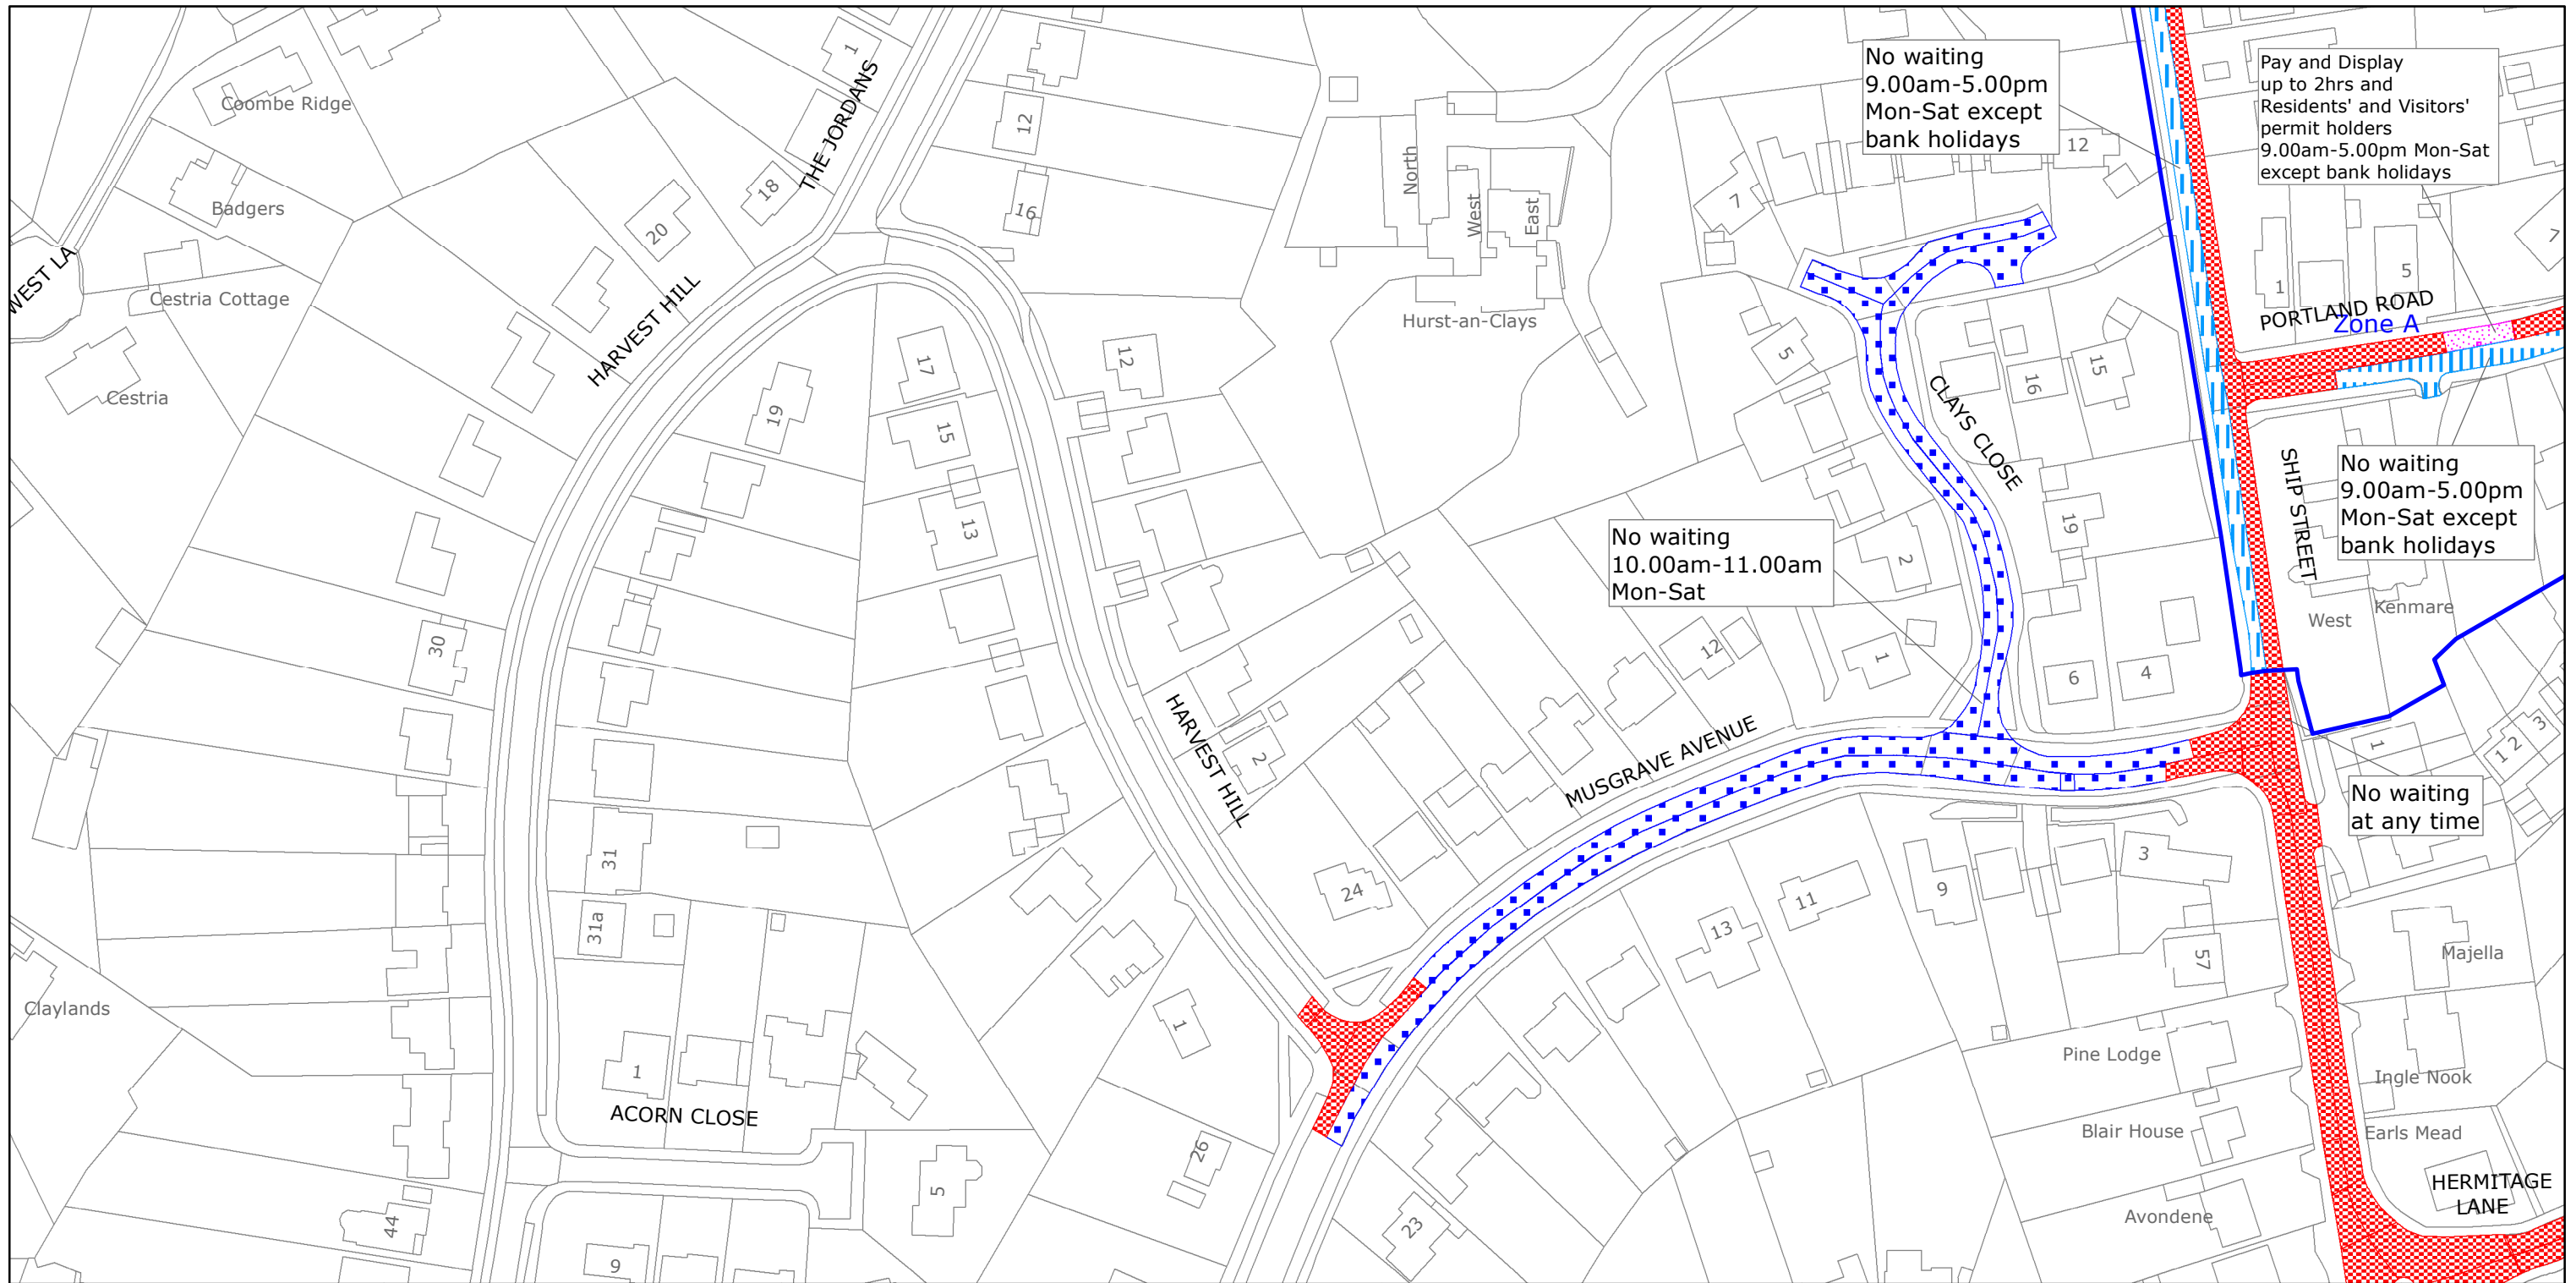 No waiting
9.00am-5.00pm
Mon-Sat except
bank holidays
Pay and Display
up to 2hrs and
Residents' and Visitors'
permit holders
9.00am-5.00pm Mon-Sat
except bank holidays
1
THE JORDANS
12
Coombe Ridge
18
16
Badgers
20
North
West
East
7
12
WEST LA
Cestria Cottage
HARVEST HILL
Hurst-an-Clays
1
5
7
PORTLAND ROAD
Zone A
Cestria
19
17
15
13
12
5
CLAYS CLOSE
16
15
SHIP STREET
No waiting
9.00am-5.00pm
Mon-Sat except
bank holidays
No waiting
10.00am-11.00am
Mon-Sat
2
19
Kenmare
West
30
12
1
6
4
HARVEST HILL
2
MUSGRAVE AVENUE
1
1 2 3
No waiting
at any time
31
31a
24
13
11
9
3
57
Majella
Claylands
1
1
ACORN CLOSE
Pine Lodge
Ingle Nook
Blair House
Earls Mead
26
5
44
9
23
Avondene
HERMITAGE
LANE